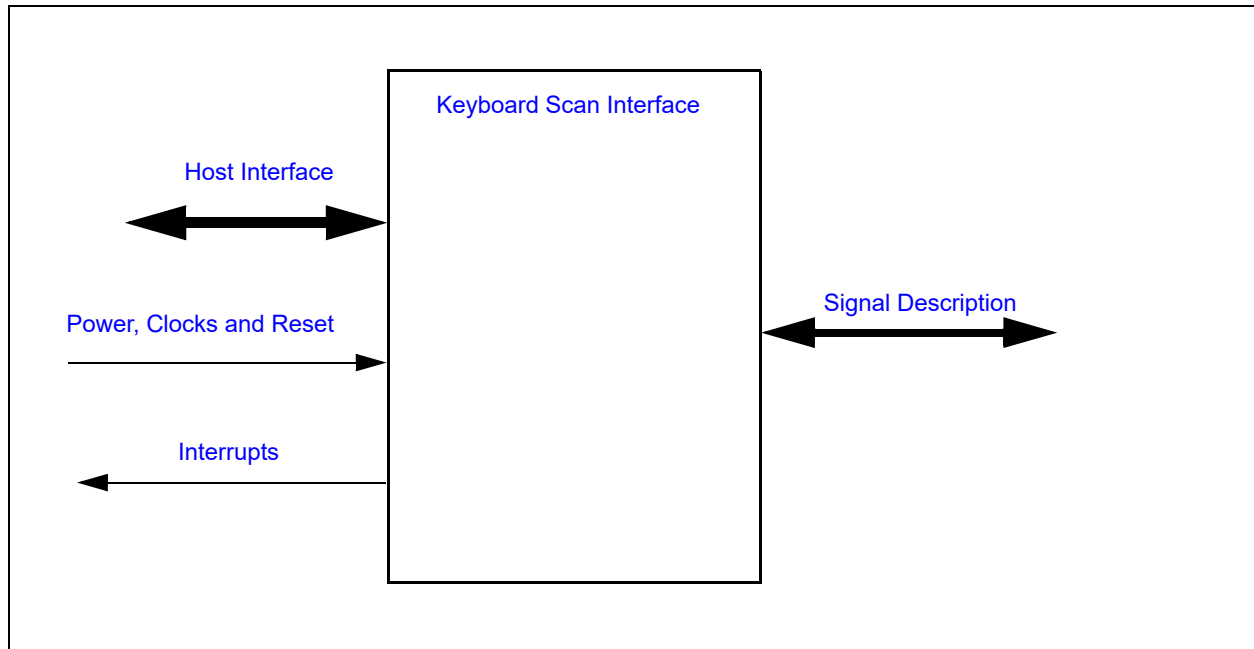 Keyboard Scan Interface
Host Interface
Signal Description
Power, Clocks and Reset
Interrupts